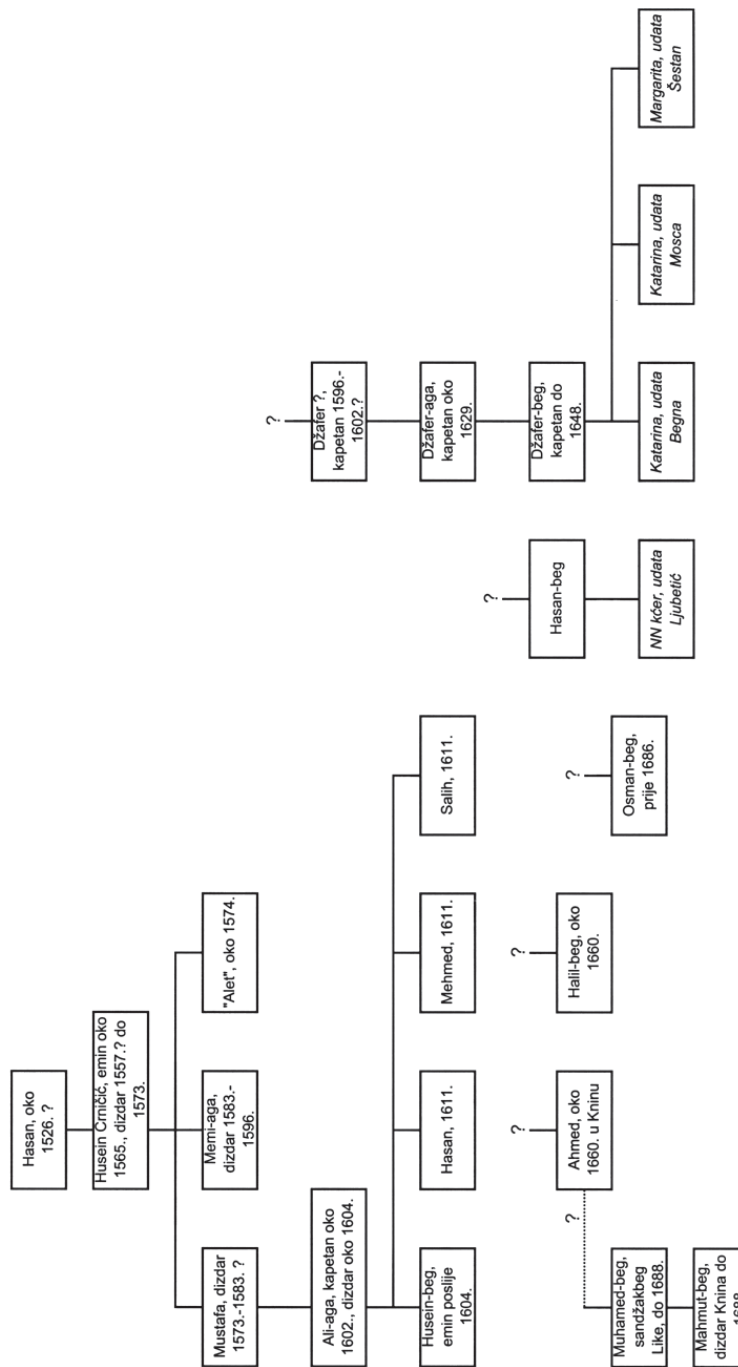 Hasan, oko
1526. ?
Husein Črničić, emin oko
1565., dizdar 1557.? do
1573.
Mustafa, dizdar
1573.-1583. ?
Memi-aga,
dizdar 1583.-
1596.
"Alet", oko 1574.
Ali-aga, kapetan oko
1602., dizdar oko 1604.
?
Džafer ?,
kapetan 1596.-
1602.?
Husein-beg,
emin poslije
1604.
Hasan, 1611.
Mehmed, 1611.
Salih, 1611.
Džafer-aga,
kapetan oko
1629.
?
Ahmed, oko
1660. u Kninu
?
Halil-beg, oko
1660.
?
Osman-beg,
prije 1686.
?
Hasan-beg
Džafer-beg,
kapetan do
1648.
?
Muhamed-beg,
sandžakbeg
Like, do 1688.
NN kćer, udata
Ljubetić
Katarina, udata
Begna
Katarina, udata
Mosca
Margarita, udata
Šestan
Mahmut-beg,
dizdar Knina do
1688.